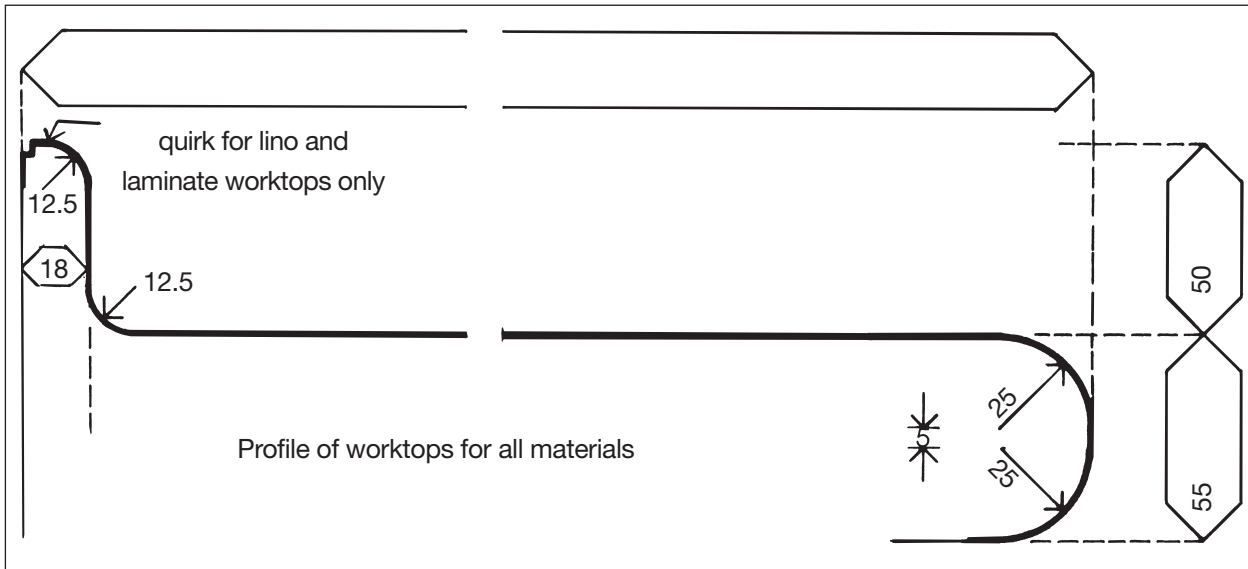 quirk for lino and
laminate worktops only
12.5
18
12.5
50
25
5
Profile of worktops for all materials
25
55